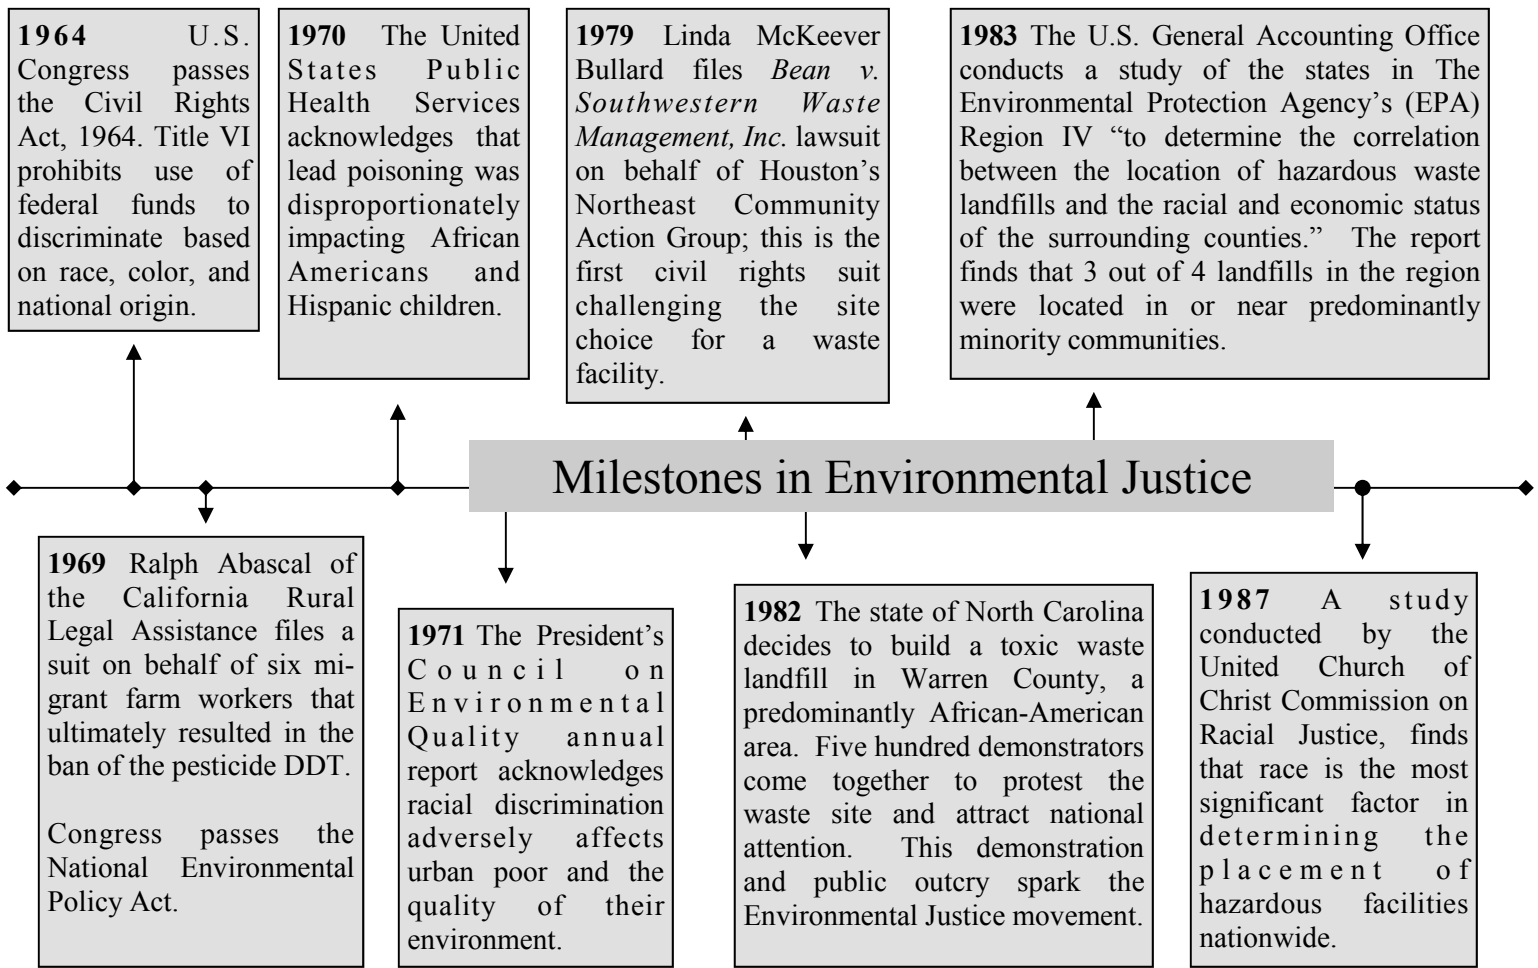 1964 U.S.
Congress passes
the Civil Rights
Act, 1964. Title VI
prohibits use of
federal funds to
discriminate based
on race, color, and
national origin.
1970 The United
States Public
Health Services
acknowledges that
lead poisoning was
disproportionately
impacting African
Americans and
Hispanic children.
1979 Linda McKeever
Bullard files Bean v.
Southwestern Waste
Management, Inc. lawsuit
on behalf of Houston’s
Northeast Community
Action Group; this is the
first civil rights suit
challenging the site
choice for a waste
facility.
1983 The U.S. General Accounting Office
conducts a study of the states in The
Environmental Protection Agency’s (EPA)
Region IV “to determine the correlation
between the location of hazardous waste
landfills and the racial and economic status
of the surrounding counties.” The report
finds that 3 out of 4 landfills in the region
were located in or near predominantly
minority communities.
Milestones in Environmental Justice
1969 Ralph Abascal of
the California Rural
Legal Assistance files a
suit on behalf of six mi-
grant farm workers that
ultimately resulted in the
ban of the pesticide DDT.
Congress passes the
National Environmental
Policy Act.
1971 The President’s
Council on
Environmental
Quality annual
report acknowledges
racial discrimination
adversely affects
urban poor and the
quality of their
environment.
1982 The state of North Carolina
decides to build a toxic waste
landfill in Warren County, a
predominantly African-American
area. Five hundred demonstrators
come together to protest the
waste site and attract national
attention. This demonstration
and public outcry spark the
Environmental Justice movement.
1987 A study
conducted by the
United Church of
Christ Commission on
Racial Justice, finds
that race is the most
significant factor in
determining the
placement of
hazardous facilities
nationwide.